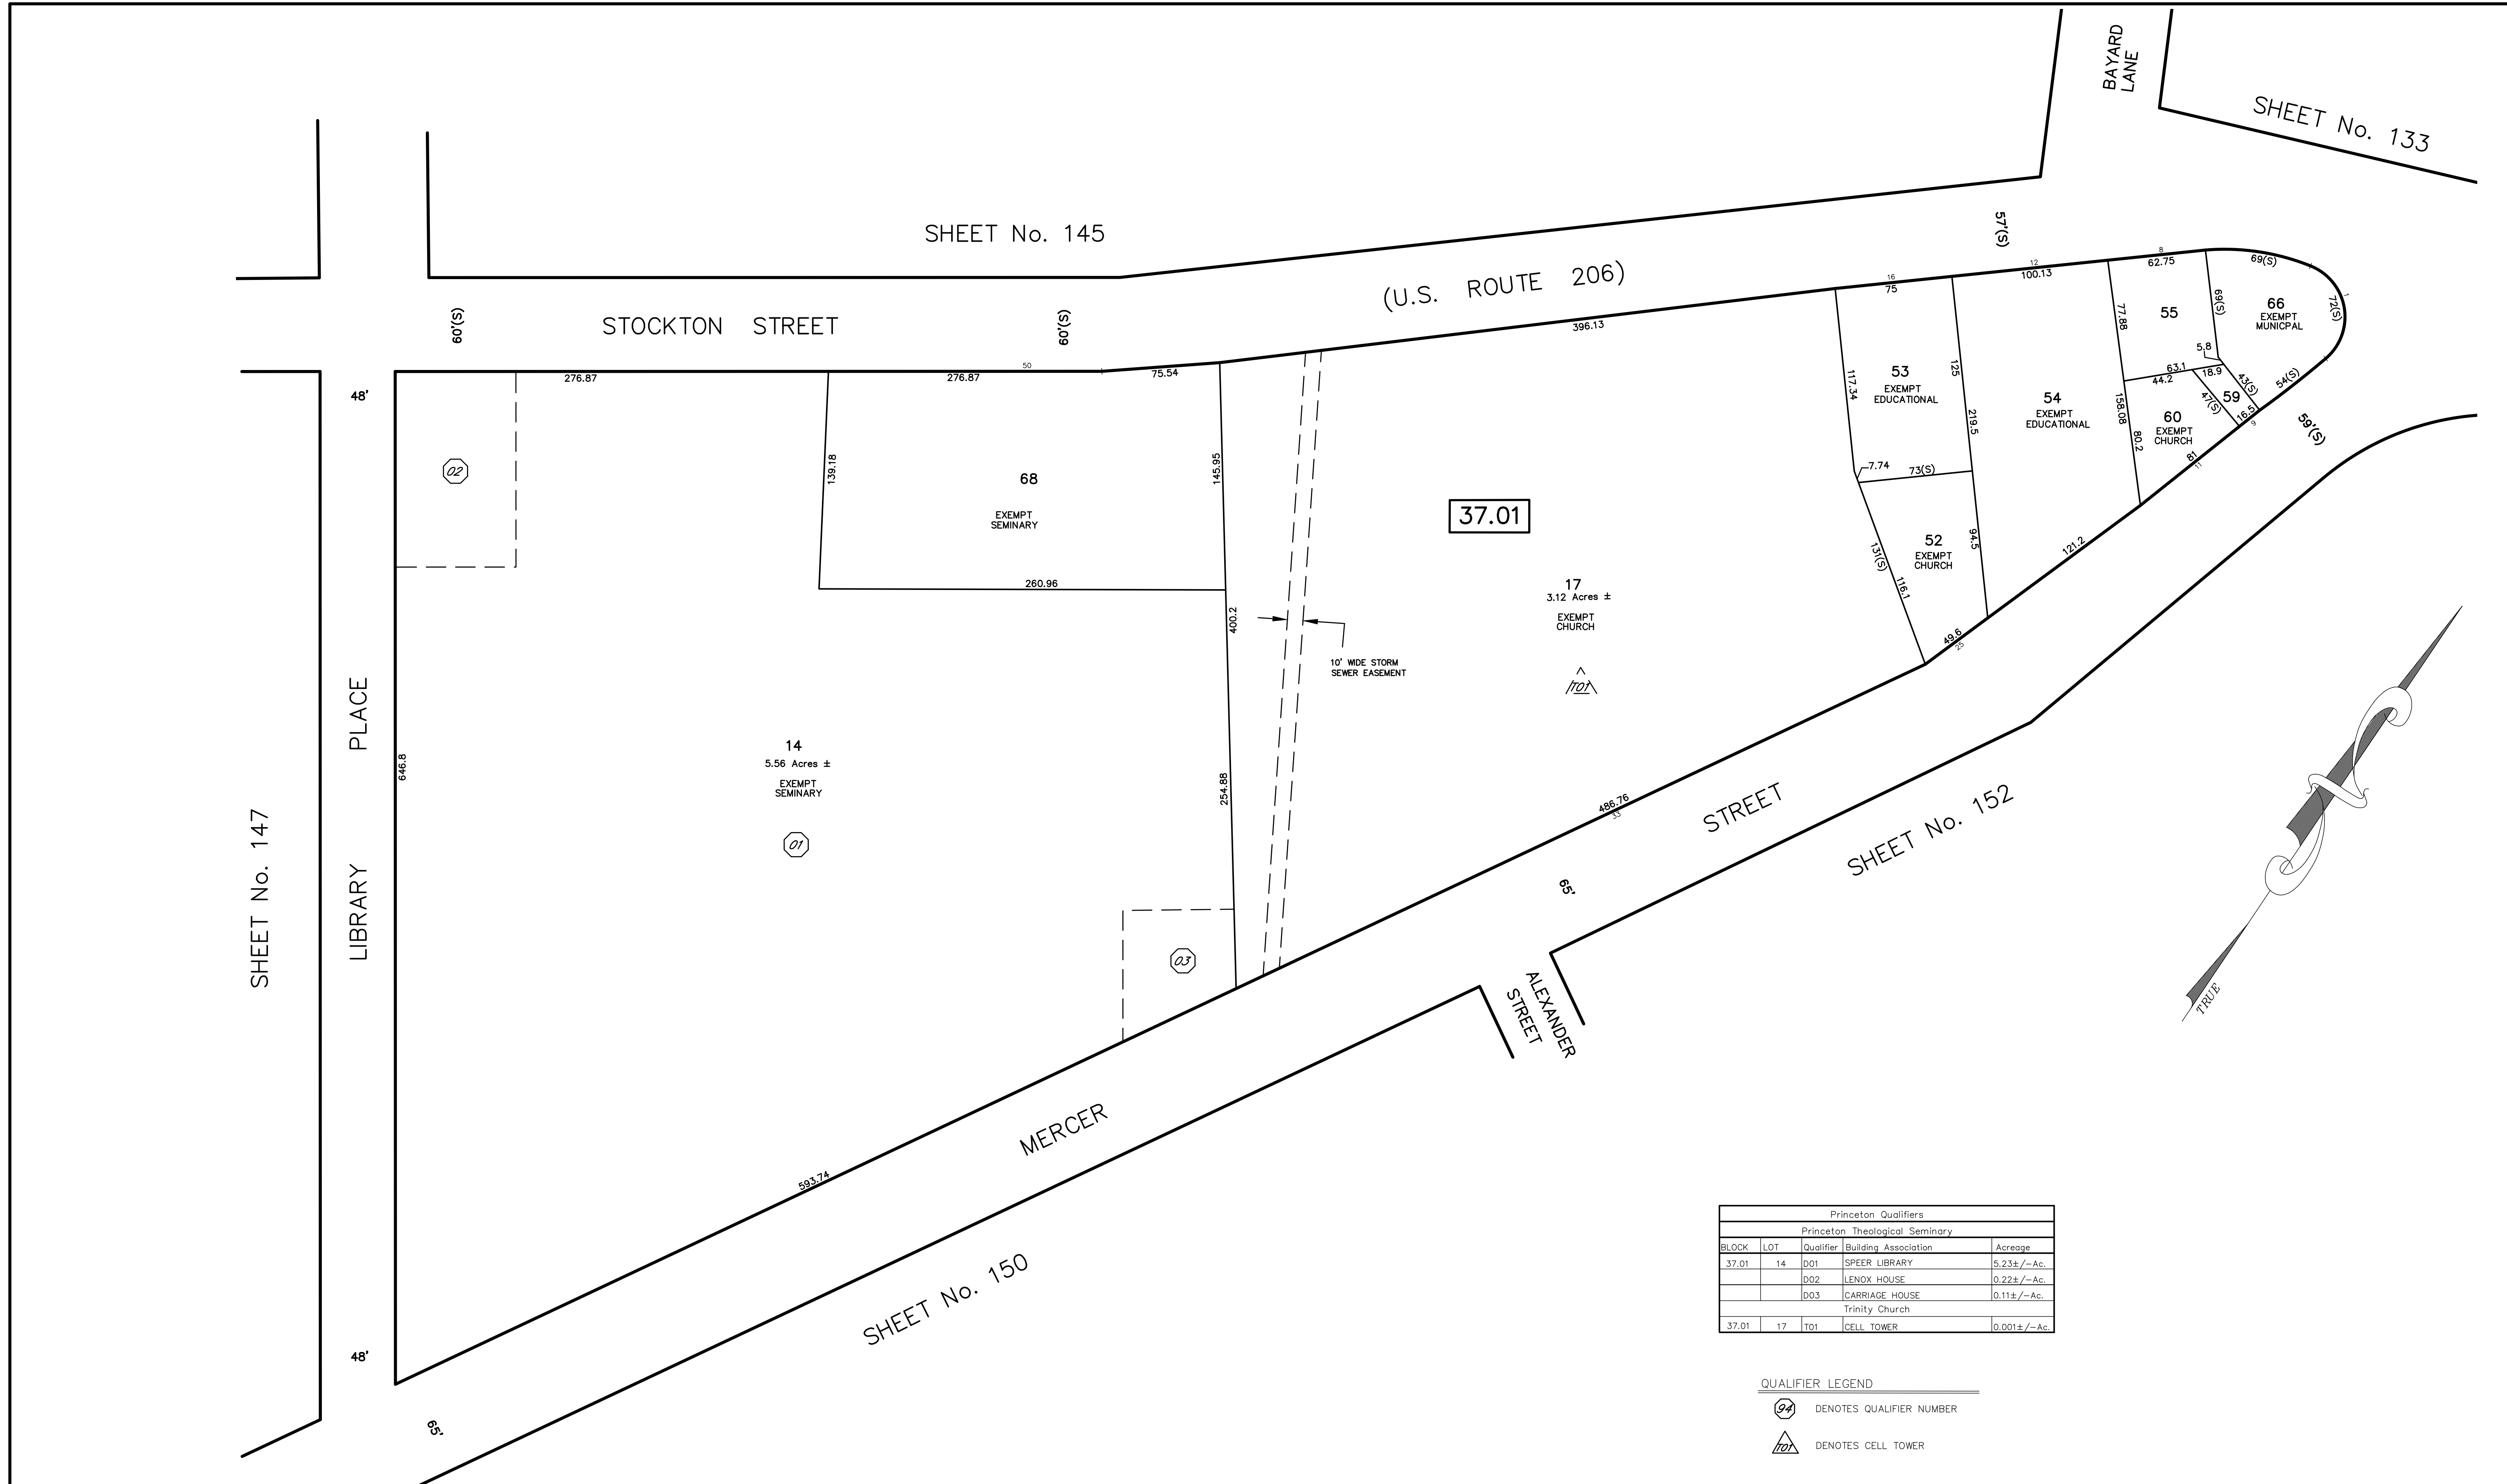 BAYARD
LANE
SHEET No. 133
SHEET No. 145
57'(S)
(U.S. ROUTE 206)
STOCKTON STREET
60'(S)
60'(S)
48'
276.87
276.87
50
75.54
396.13
16
75
12
100.13
8
62.75
69(S)
1
72(S)
66
EXEMPT
MUNICPAL
69(S)
55
77.88
5.8
63.1
18.9
44.2
43(S)
54(S)
59
47(S)
16.5
9
59'(S)
60
EXEMPT
CHURCH
158.08
80.2
81
11
54
EXEMPT
EDUCATIONAL
125
219.5
53
EXEMPT
EDUCATIONAL
117.34
7.74
73(S)
94.5
52
EXEMPT
CHURCH
131(S)
116.1
49.6
25
121.2
02
139.18
68
EXEMPT
SEMINARY
145.95
260.96
400.2
37.01
17
3.12 Acres ±
EXEMPT
CHURCH
T01
10' WIDE STORM
SEWER EASEMENT
14
5.56 Acres ±
EXEMPT
SEMINARY
01
254.88
03
646.8
LIBRARY PLACE
SHEET No. 147
486.76
33
MERCER STREET
65'
SHEET No. 152
ALEXANDER
STREET
593.74
SHEET No. 150
48'
65'
TRUE
Princeton Qualifiers
Princeton Theological Seminary
BLOCK LOT Qualifier Building Association Acreage
37.01 14 D01 SPEER LIBRARY 5.23±/-Ac.
D02 LENOX HOUSE 0.22±/-Ac.
D03 CARRIAGE HOUSE 0.11±/-Ac.
Trinity Church
37.01 17 T01 CELL TOWER 0.001±/-Ac.
QUALIFIER LEGEND
94 DENOTES QUALIFIER NUMBER
T01 DENOTES CELL TOWER